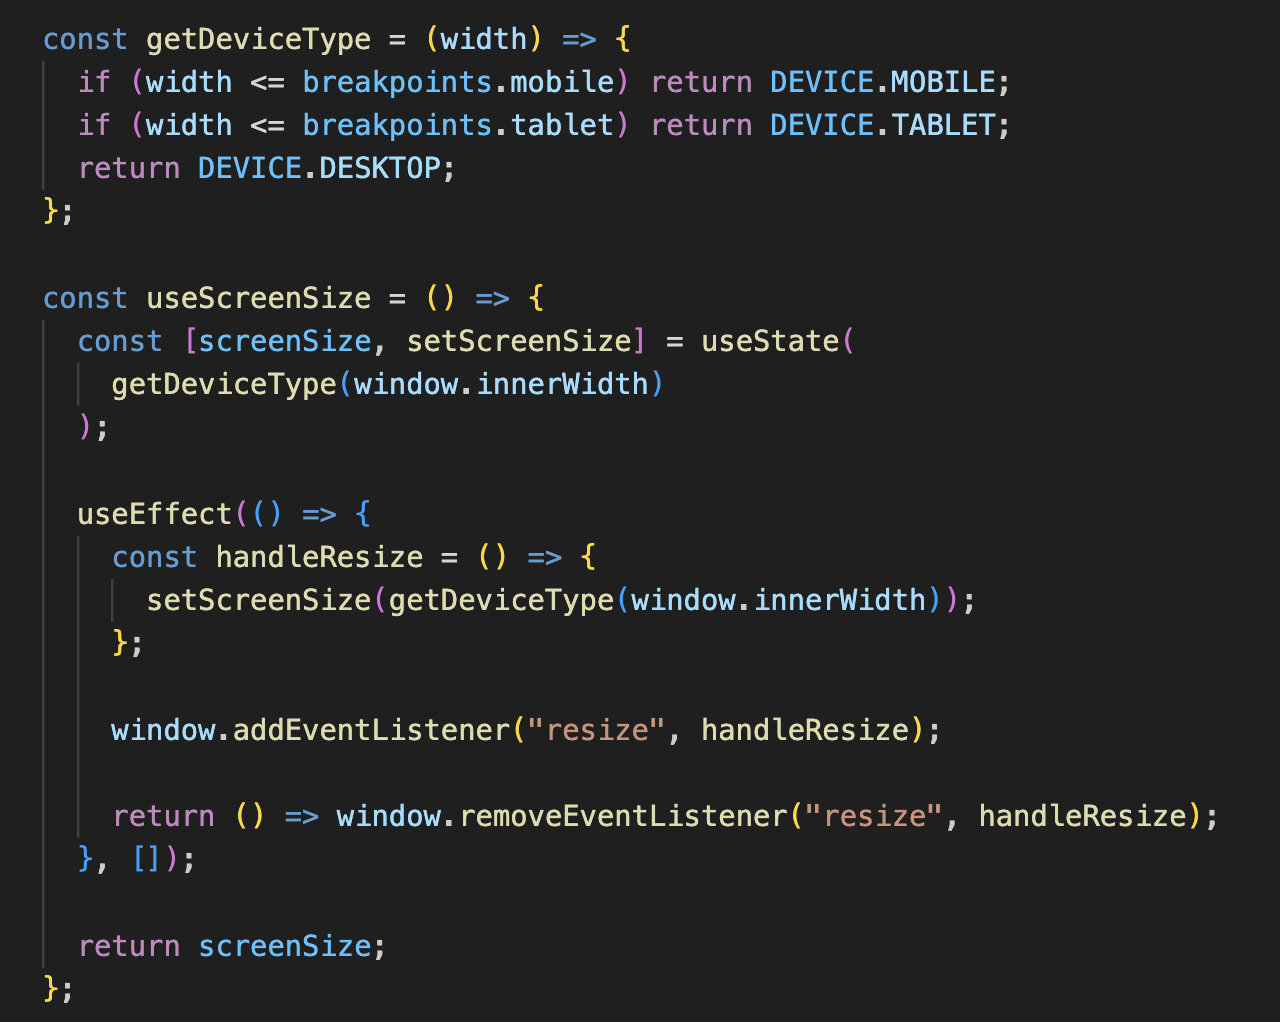 const getDeviceType = (width) => {
  if (width <= breakpoints.mobile) return DEVICE.MOBILE;
  if (width <= breakpoints.tablet) return DEVICE.TABLET;
  return DEVICE.DESKTOP;
};

const useScreenSize = () => {
  const [screenSize, setScreenSize] = useState(
    getDeviceType(window.innerWidth)
  );

  useEffect(() => {
    const handleResize = () => {
      setScreenSize(getDeviceType(window.innerWidth));
    };

    window.addEventListener("resize", handleResize);

    return () => window.removeEventListener("resize", handleResize);
  }, []);

  return screenSize;
};